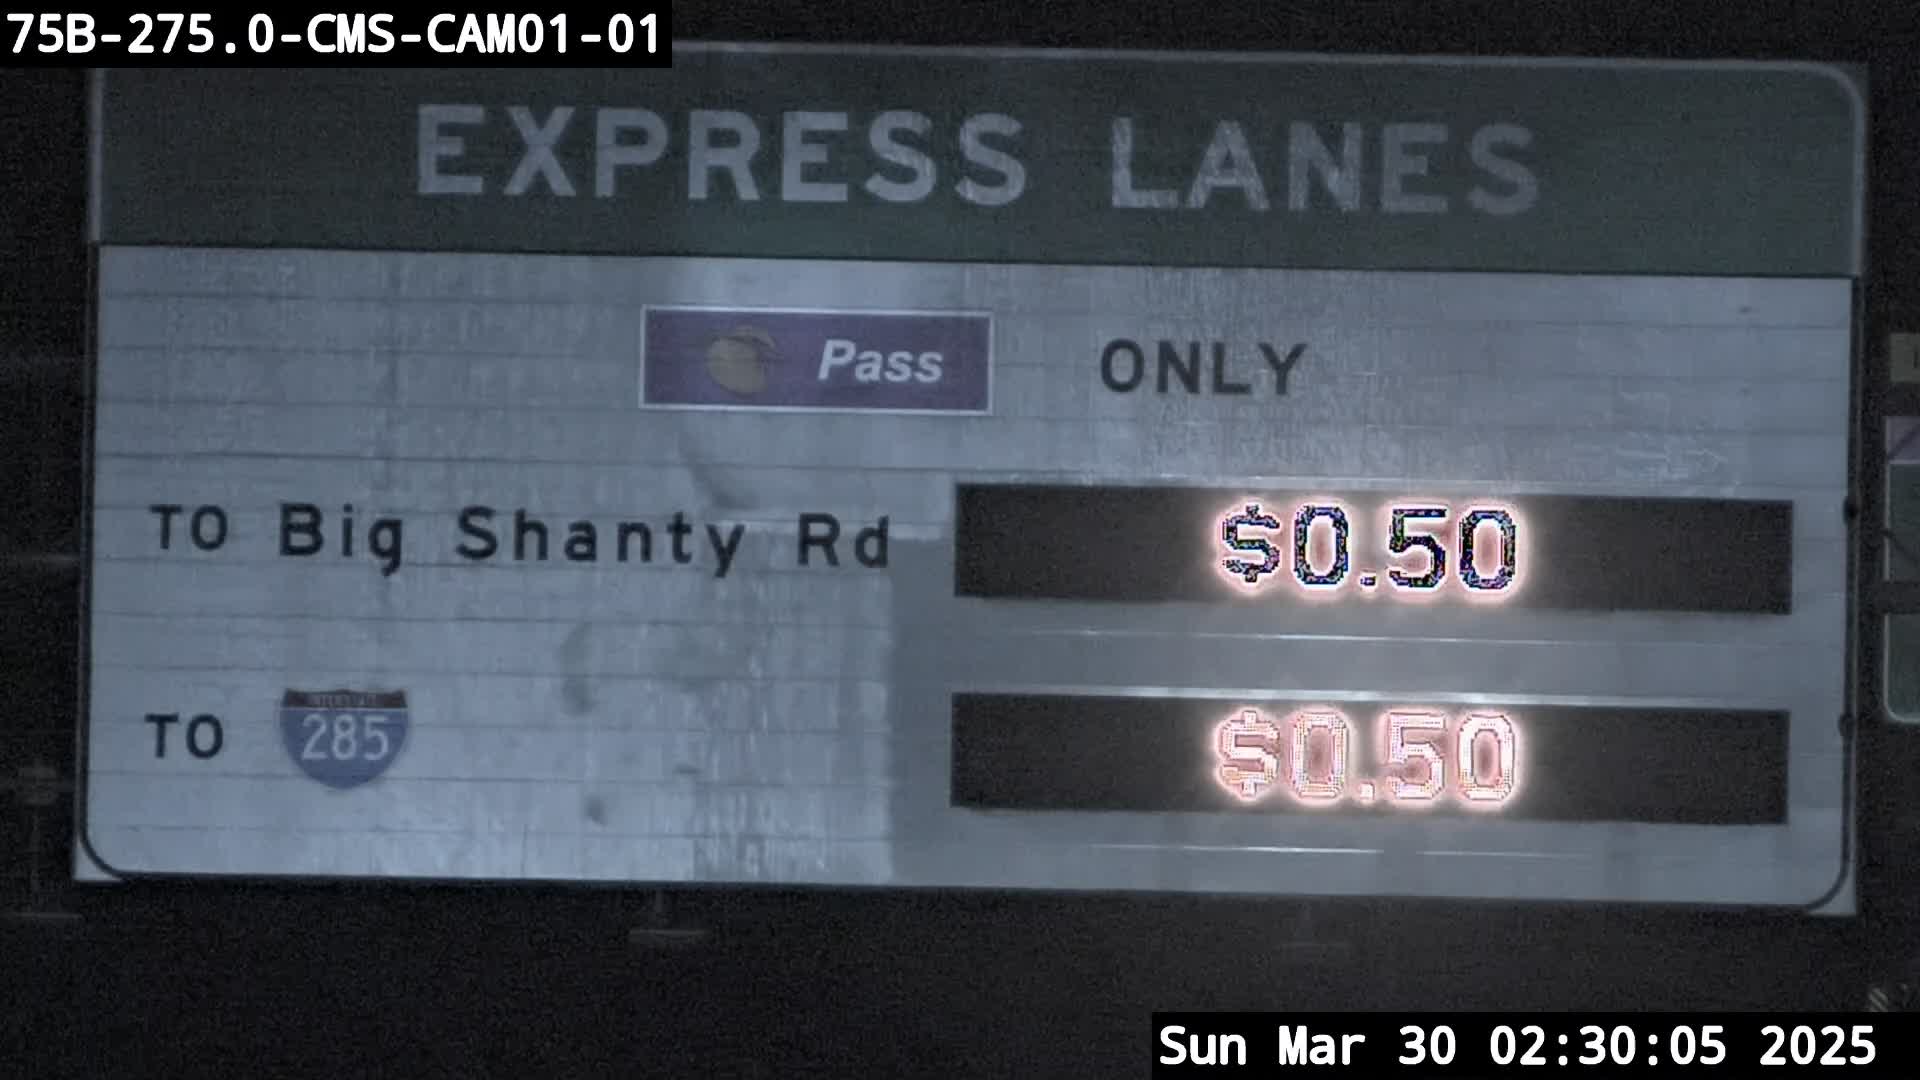 75B-275.0-CMS-CAM01-01
EXPRESS LANES
Pass ONLY
TO Big Shanty Rd $0.50
TO 285 $0.50
Sun Mar 30 02:30:05 2025